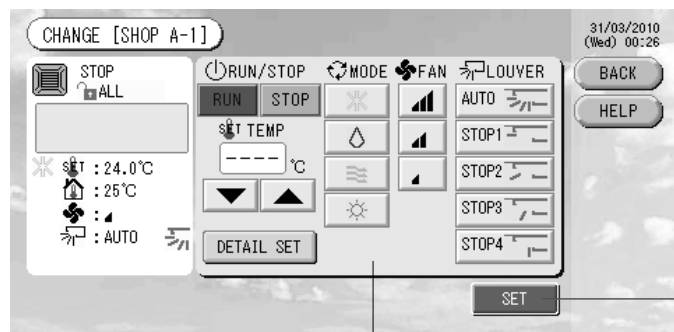 CHANGE [SHOP A-1]
31/03/2010
(Wed) 00:26
BACK
HELP
STOP
ALL
SET :24.0℃
:25℃
:
:AUTO
RUN/STOP
RUN STOP
SET TEMP
---- ℃
DETAIL SET
MODE
FAN
LOUVER
AUTO
STOP1
STOP2
STOP3
STOP4
SET